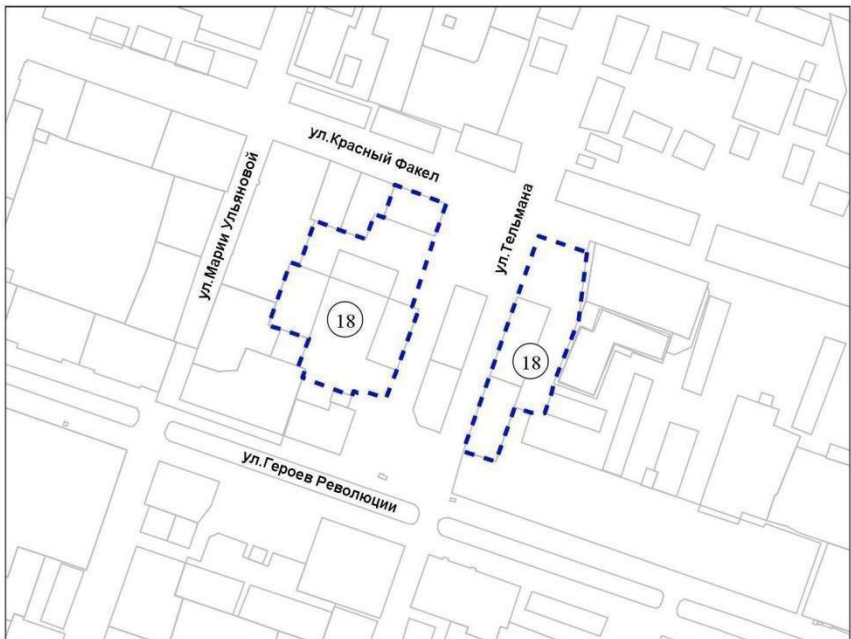 ул.Красный Факел
ул.Марии Ульяновой
ул.Тельмана
18
18
ул.Героев Революции